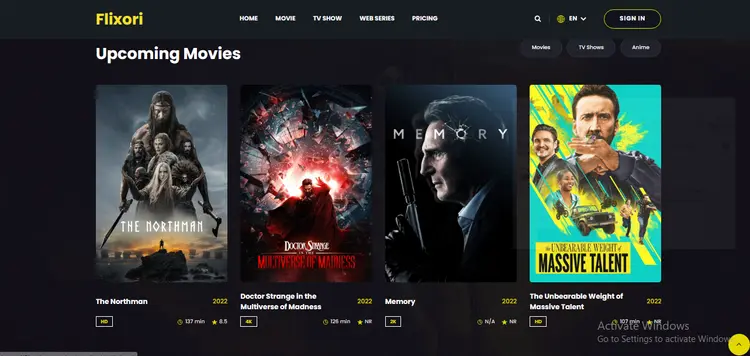 Flixori
HOME MOVIE TV SHOW WEB SERIES PRICING
EN
SIGN IN
Upcoming Movies
Movies TV Shows Anime
THE NORTHMAN
DOCTOR STRANGE
IN THE
MULTIVERSE OF MADNESS
MEMORY
THE UNBEARABLE WEIGHT OF
MASSIVE TALENT
The Northman 2022
HD 137 min 8.5
Doctor Strange in the
Multiverse of Madness 2022
4K 126 min NR
Memory 2022
2K N/A NR
The Unbearable Weight of
Massive Talent 2022
HD 107 min NR
Activate Windows
Go to Settings to activate Windows